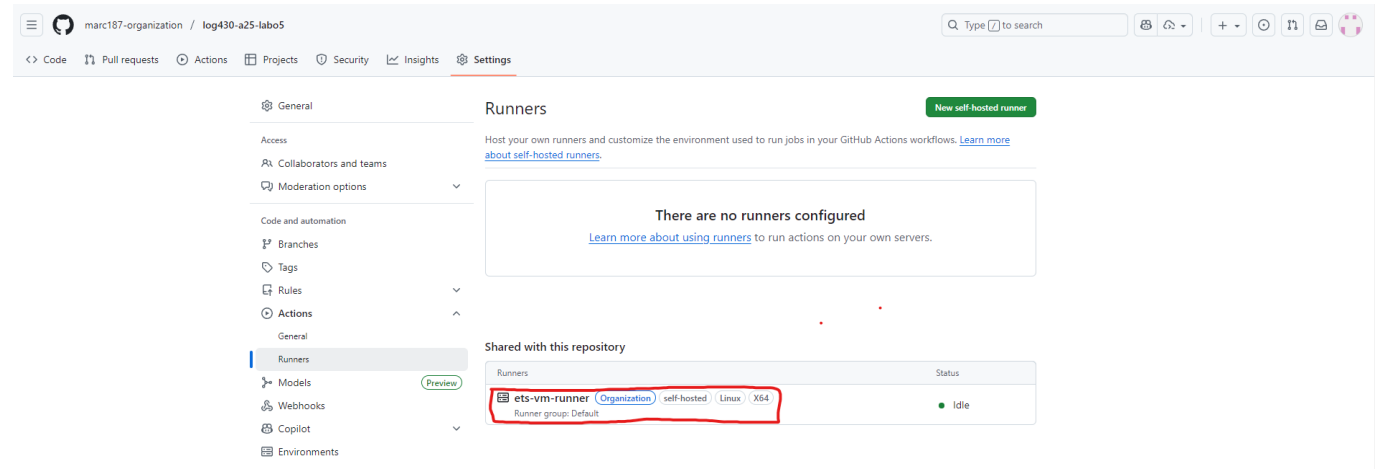 marc187-organization / log430-a25-labo5
Type / to search
Code Pull requests Actions Projects Security Insights Settings
General
Access
Collaborators and teams
Moderation options
Code and automation
Branches
Tags
Rules
Actions
General
Runners
Models Preview
Webhooks
Copilot
Environments
Runners
New self-hosted runner
Host your own runners and customize the environment used to run jobs in your GitHub Actions workflows. Learn more
about self-hosted runners.
There are no runners configured
Learn more about using runners to run actions on your own servers.
Shared with this repository
Runners Status
ets-vm-runner Organization self-hosted Linux X64
Runner group: Default
Idle